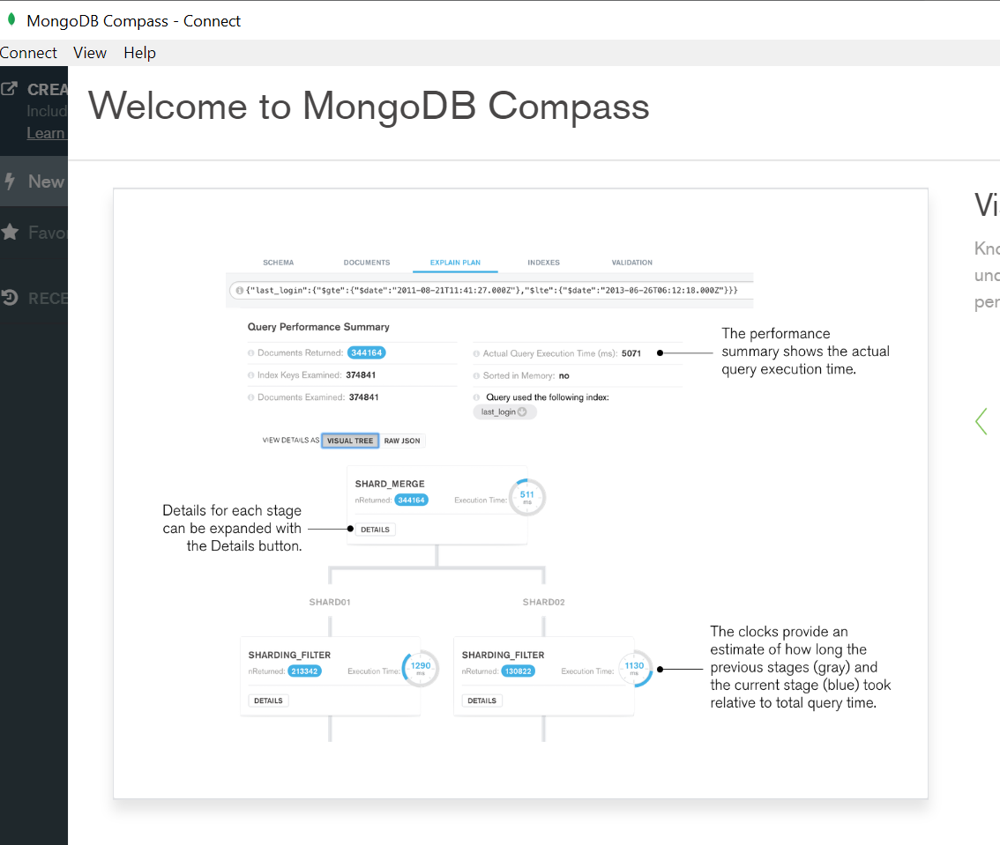 MongoDB Compass - Connect
Connect View Help
CREA
Includ
Learn
New
Favor
RECE
Welcome to MongoDB Compass
SCHEMA DOCUMENTS EXPLAIN PLAN INDEXES VALIDATION
{"last_login":{"$gte":{"$date":"2011-08-21T11:41:27.000Z"},"$lte":{"$date":"2013-06-26T06:12:18.000Z"}}}
Query Performance Summary
Documents Returned: 344164
Index Keys Examined: 374841
Documents Examined: 374841
Actual Query Execution Time (ms): 5071
Sorted in Memory: no
Query used the following index:
last_login
The performance
summary shows the actual
query execution time.
VIEW DETAILS AS VISUAL TREE RAW JSON
SHARD_MERGE
nReturned: 344164 Execution Time: 511 ms
DETAILS
Details for each stage
can be expanded with
the Details button.
SHARD01
SHARD02
SHARDING_FILTER
nReturned: 213342 Execution Time: 1290 ms
DETAILS
SHARDING_FILTER
nReturned: 130822 Execution Time: 1130 ms
DETAILS
The clocks provide an
estimate of how long the
previous stages (gray) and
the current stage (blue) took
relative to total query time.
Vi
Kno
und
per